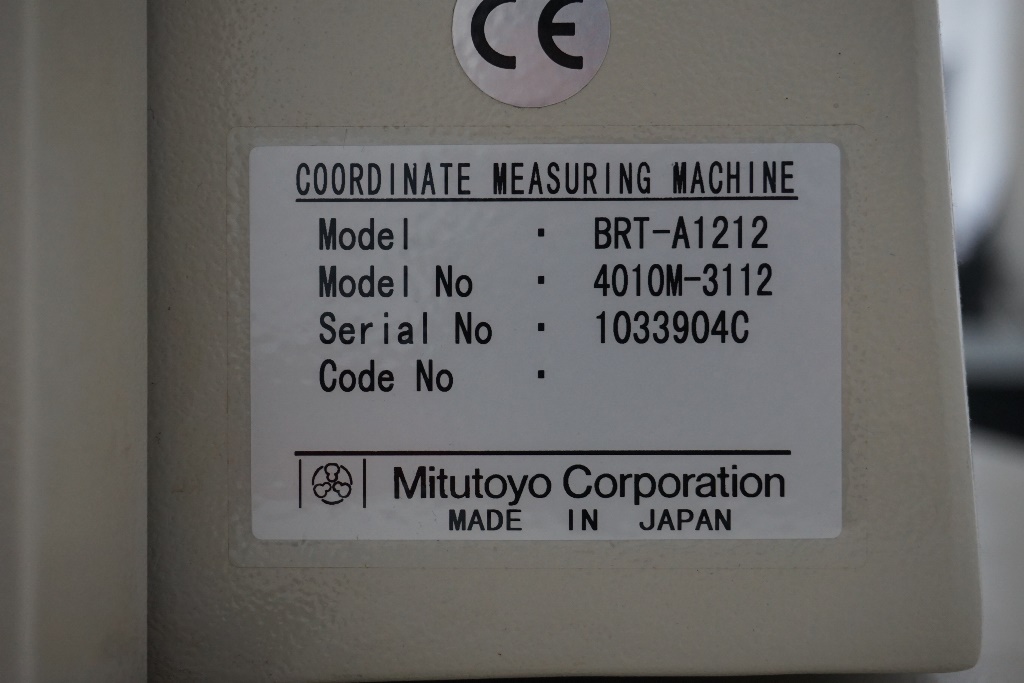 CE
COORDINATE MEASURING MACHINE
Model · BRT-A1212
Model No · 4010M-3112
Serial No · 1033904C
Code No ·
Mitutoyo Corporation
MADE IN JAPAN